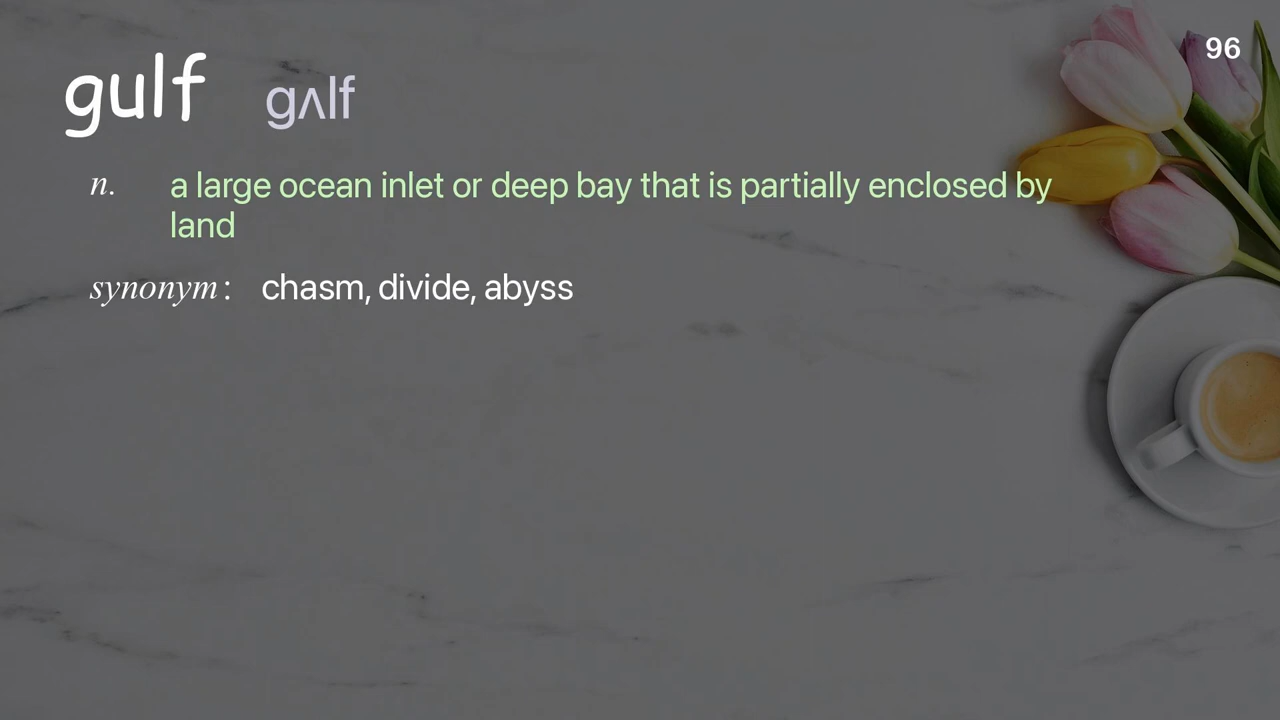 96
gulf gʌlf
n. a large ocean inlet or deep bay that is partially enclosed by
land
synonym: chasm, divide, abyss